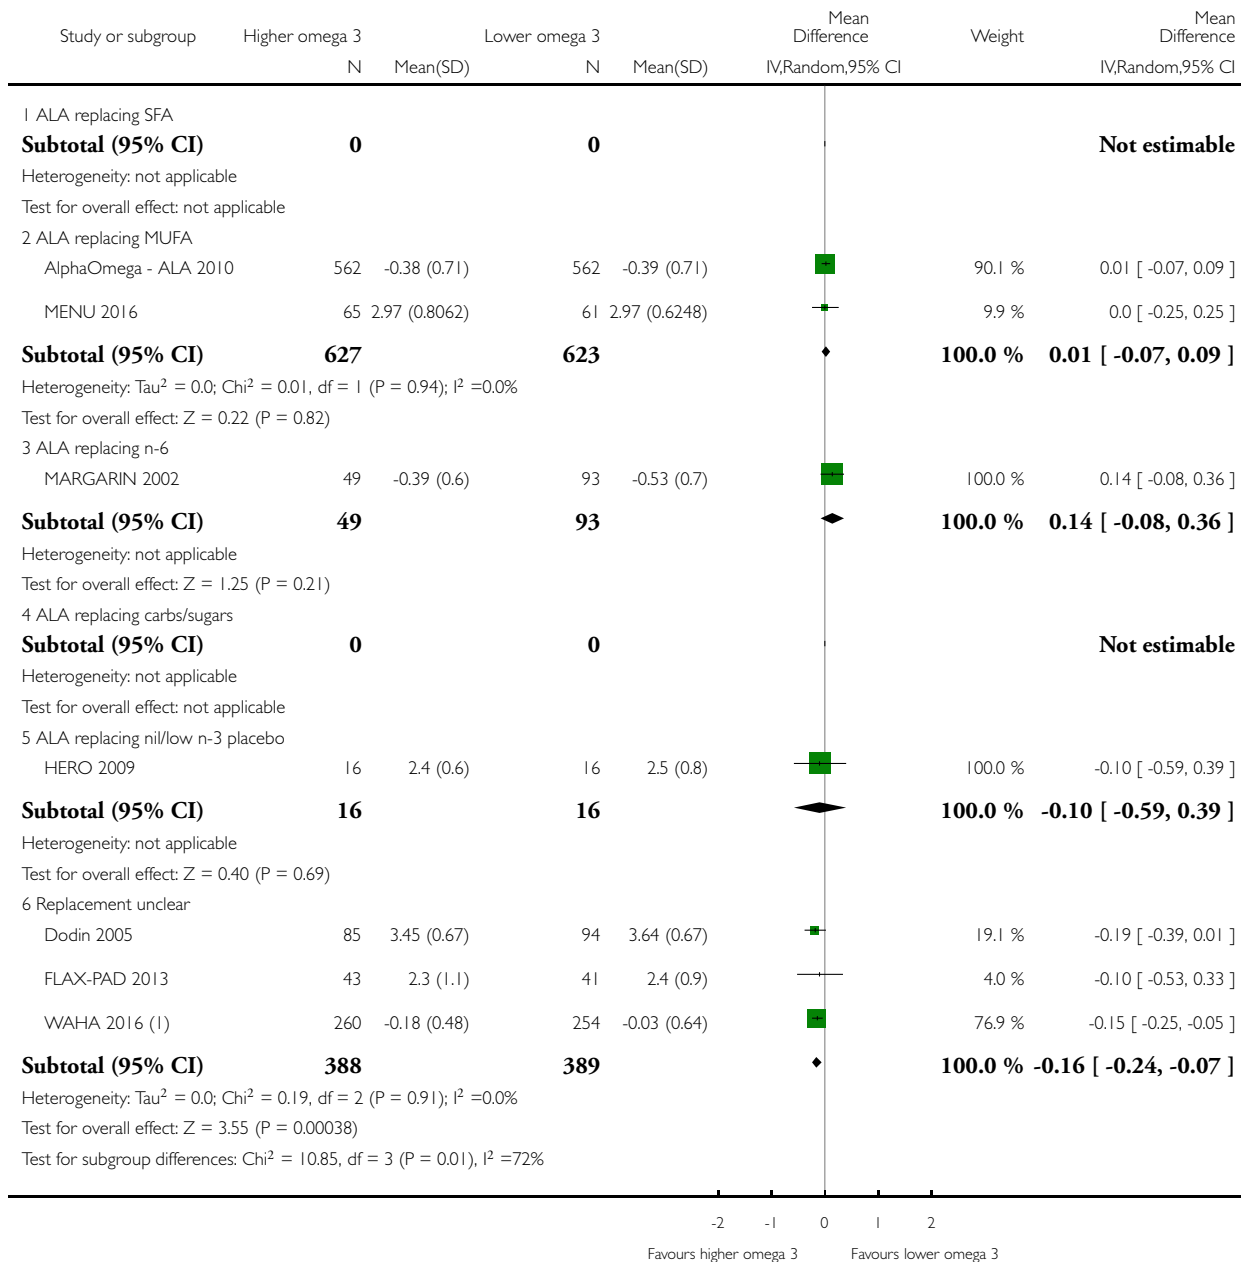 Study or subgroup Higher omega 3 Lower omega 3 Mean Difference Weight Mean Difference
N Mean(SD) N Mean(SD) IV,Random,95% CI IV,Random,95% CI
1 ALA replacing SFA
Subtotal (95% CI) 0 0 Not estimable
Heterogeneity: not applicable
Test for overall effect: not applicable
2 ALA replacing MUFA
AlphaOmega - ALA 2010 562 -0.38 (0.71) 562 -0.39 (0.71) 90.1 % 0.01 [ -0.07, 0.09 ]
MENU 2016 65 2.97 (0.8062) 61 2.97 (0.6248) 9.9 % 0.0 [ -0.25, 0.25 ]
Subtotal (95% CI) 627 623 100.0 % 0.01 [ -0.07, 0.09 ]
Heterogeneity: Tau² = 0.0; Chi² = 0.01, df = 1 (P = 0.94); I² =0.0%
Test for overall effect: Z = 0.22 (P = 0.82)
3 ALA replacing n-6
MARGARIN 2002 49 -0.39 (0.6) 93 -0.53 (0.7) 100.0 % 0.14 [ -0.08, 0.36 ]
Subtotal (95% CI) 49 93 100.0 % 0.14 [ -0.08, 0.36 ]
Heterogeneity: not applicable
Test for overall effect: Z = 1.25 (P = 0.21)
4 ALA replacing carbs/sugars
Subtotal (95% CI) 0 0 Not estimable
Heterogeneity: not applicable
Test for overall effect: not applicable
5 ALA replacing nil/low n-3 placebo
HERO 2009 16 2.4 (0.6) 16 2.5 (0.8) 100.0 % -0.10 [ -0.59, 0.39 ]
Subtotal (95% CI) 16 16 100.0 % -0.10 [ -0.59, 0.39 ]
Heterogeneity: not applicable
Test for overall effect: Z = 0.40 (P = 0.69)
6 Replacement unclear
Dodin 2005 85 3.45 (0.67) 94 3.64 (0.67) 19.1 % -0.19 [ -0.39, 0.01 ]
FLAX-PAD 2013 43 2.3 (1.1) 41 2.4 (0.9) 4.0 % -0.10 [ -0.53, 0.33 ]
WAHA 2016 (1) 260 -0.18 (0.48) 254 -0.03 (0.64) 76.9 % -0.15 [ -0.25, -0.05 ]
Subtotal (95% CI) 388 389 100.0 % -0.16 [ -0.24, -0.07 ]
Heterogeneity: Tau² = 0.0; Chi² = 0.19, df = 2 (P = 0.91); I² =0.0%
Test for overall effect: Z = 3.55 (P = 0.00038)
Test for subgroup differences: Chi² = 10.85, df = 3 (P = 0.01), I² =72%
-2 -1 0 1 2
Favours higher omega 3 Favours lower omega 3